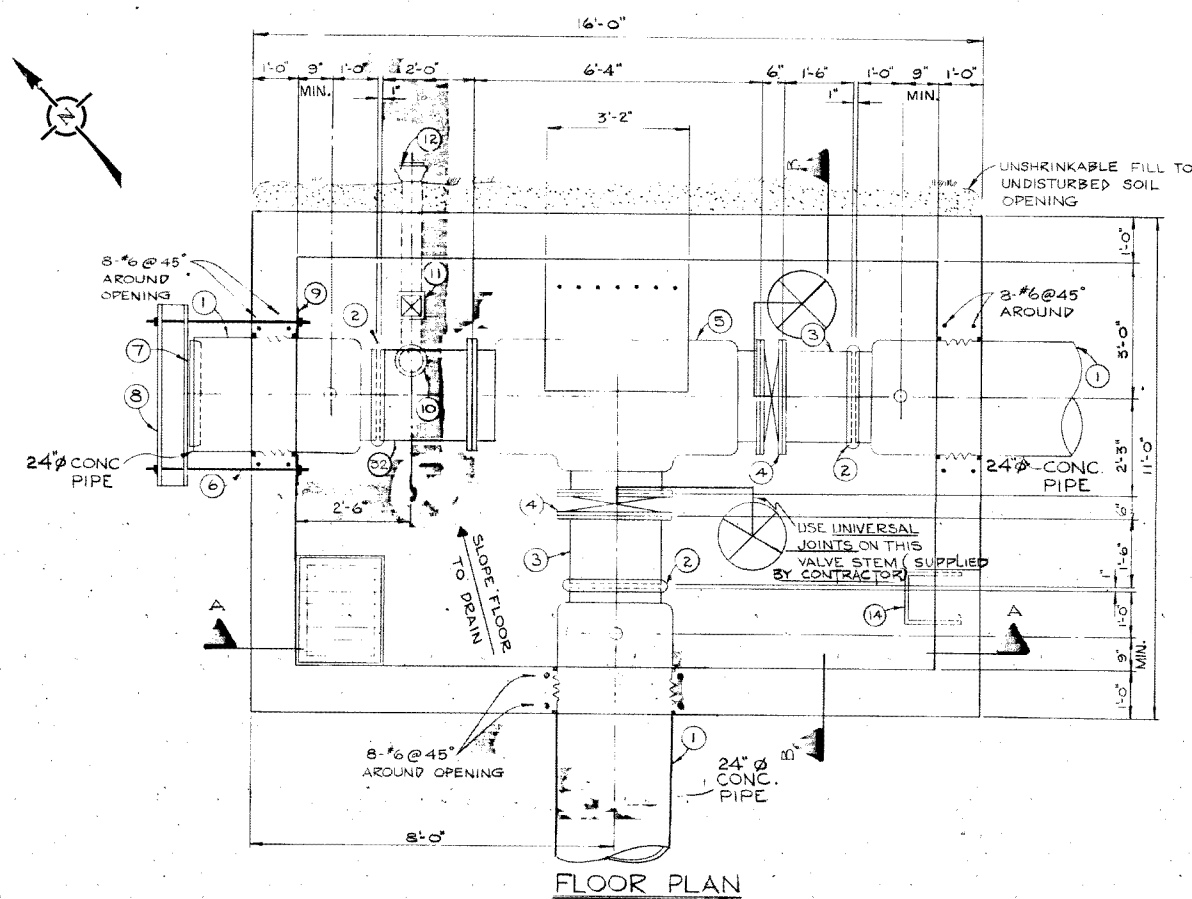 16'-0"
1'-0" 9" 1'-0" 2'-0" 6'-4" 6" 1'-6" 1'-0" 9" 1'-0"
MIN. 1" 1" MIN.
3'-2"
N
12
UNSHRINKABLE FILL TO
UNDISTURBED SOIL
OPENING
8-#6@45°
AROUND
OPENING
1
9
2
11
5
3
8-#6@45°
AROUND
1
7
8
10
32
4
2
24"Ø CONC
PIPE
6
24"Ø CONC.
PIPE
1'-0"
3'-0"
2'-3"
11'-0"
6"
1'-6"
1"
1'-0"
9"
MIN.
1'-0"
2'-6"
4
3
2
SLOPE FLOOR
TO DRAIN
USE UNIVERSAL
JOINTS ON THIS
VALVE STEM (SUPPLIED
BY CONTRACTOR)
14
A
A
B
B
8-#6@45°
AROUND OPENING
1
24" Ø
CONC.
PIPE
8'-0"
FLOOR PLAN